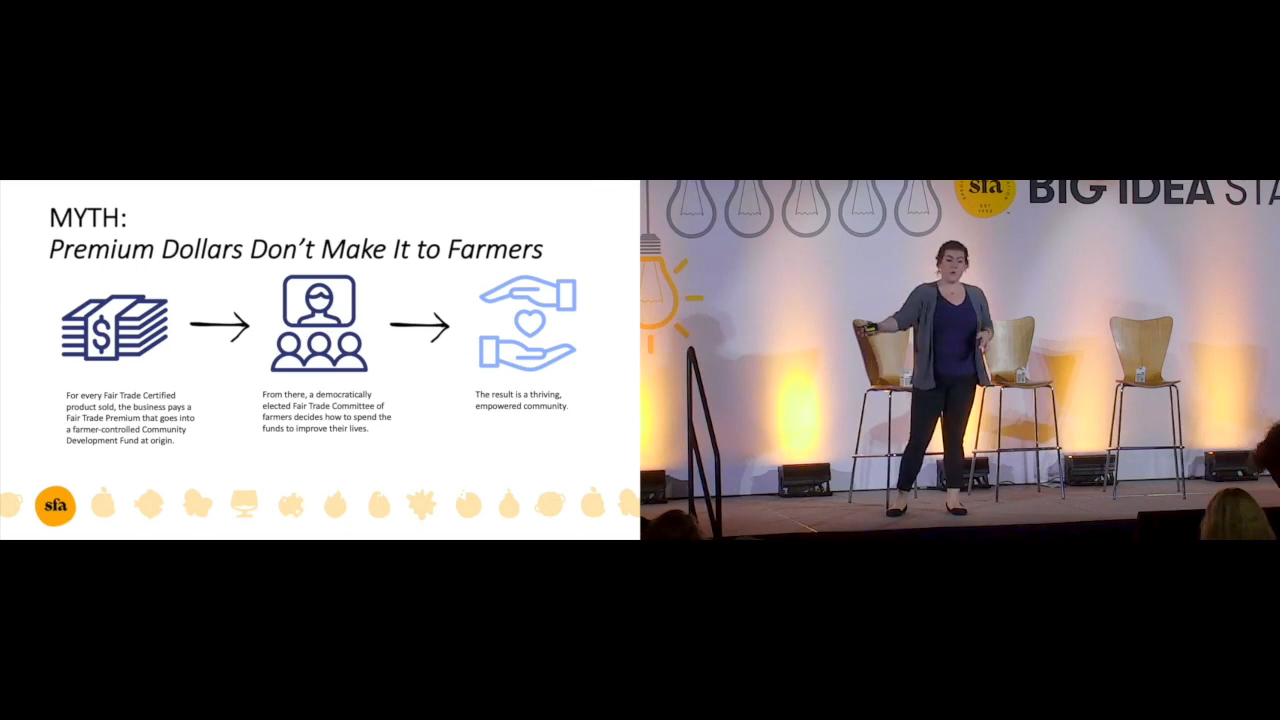 MYTH:
Premium Dollars Don't Make It to Farmers
$
For every Fair Trade Certified
product sold, the business pays a
Fair Trade Premium that goes into
a farmer-controlled Community
Development Fund at origin.
From there, a democratically
elected Fair Trade Committee of
farmers decides how to spend the
funds to improve their lives.
The result is a thriving,
empowered community.
sfa
sfa
EST
BIG IDEA STA